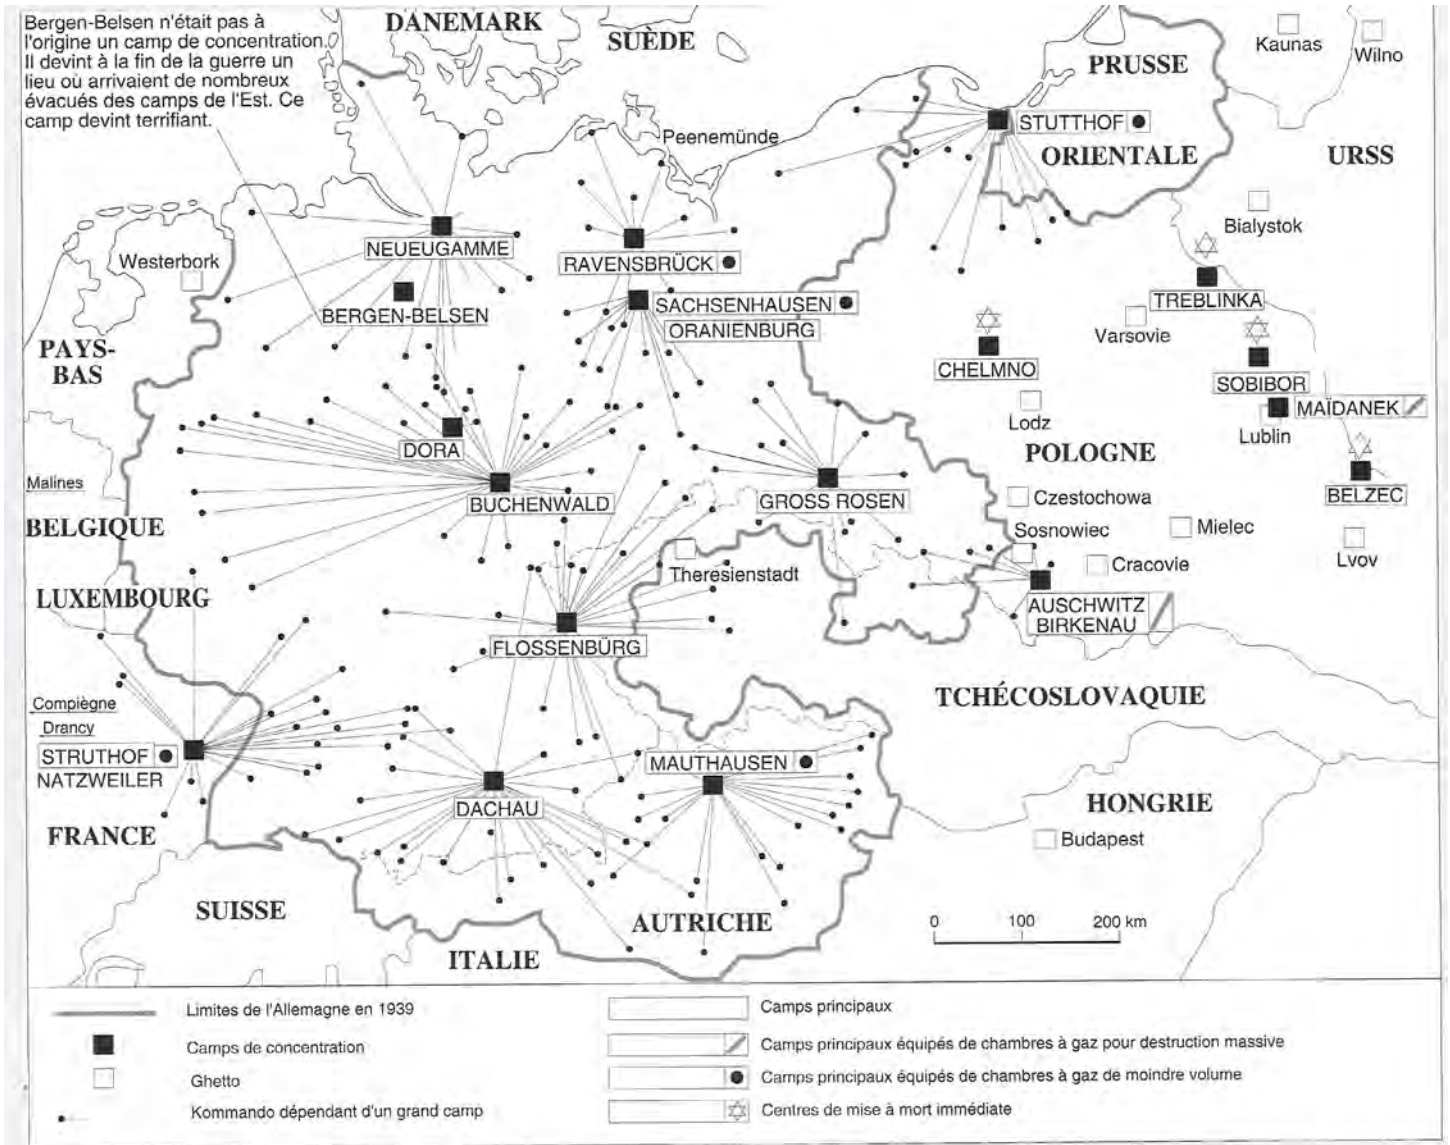 Bergen-Belsen n'était pas à
l'origine un camp de concentration.
Il devint à la fin de la guerre un
lieu où arrivaient de nombreux
évacués des camps de l'Est. Ce
camp devint terrifiant.
DANEMARK
SUÈDE
PRUSSE
ORIENTALE
Kaunas
Wilno
URSS
Peenemünde
STUTTHOF
Bialystok
Westerbork
NEUEUGAMME
RAVENSBRÜCK
BERGEN-BELSEN
SACHSENHAUSEN
ORANIENBURG
TREBLINKA
Varsovie
PAYS-
BAS
CHELMNO
SOBIBOR
MAÏDANEK
Lodz
Lublin
DORA
POLOGNE
Malines
BUCHENWALD
GROSS ROSEN
Czestochowa
BELZEC
BELGIQUE
Sosnowiec
Mielec
Theresienstadt
Cracovie
Lvov
LUXEMBOURG
AUSCHWITZ
BIRKENAU
FLOSSENBÜRG
TCHÉCOSLOVAQUIE
Compiègne
Drancy
STRUTHOF
NATZWEILER
MAUTHAUSEN
DACHAU
HONGRIE
FRANCE
Budapest
SUISSE
AUTRICHE
ITALIE
0 100 200 km
Limites de l'Allemagne en 1939
Camps de concentration
Ghetto
Kommando dépendant d'un grand camp
Camps principaux
Camps principaux équipés de chambres à gaz pour destruction massive
Camps principaux équipés de chambres à gaz de moindre volume
Centres de mise à mort immédiate